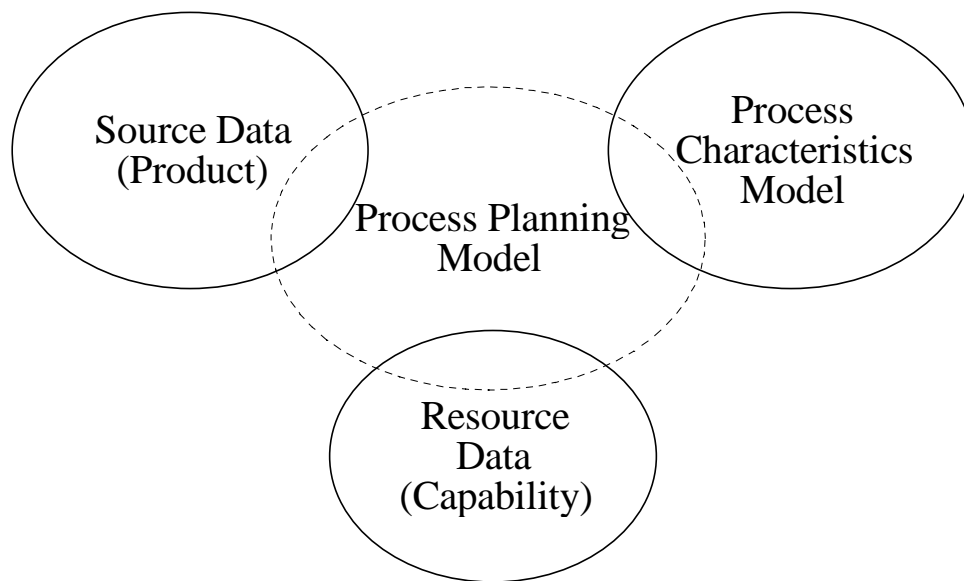 Source Data
(Product)
Process
Characteristics
Model
Process Planning
Model
Resource
Data
(Capability)